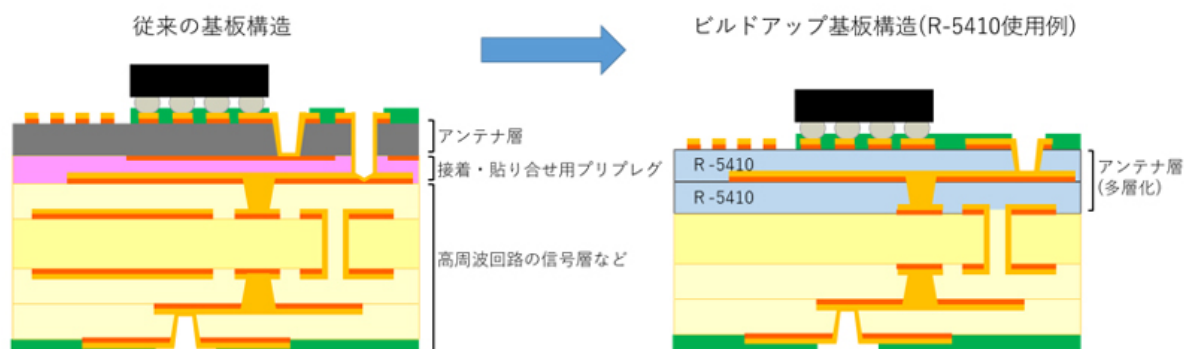 従来の基板構造
ビルドアップ基板構造(R-5410使用例)
アンテナ層
接着・貼り合せ用プリプレグ
高周波回路の信号層など
R-5410
R-5410
アンテナ層
(多層化)